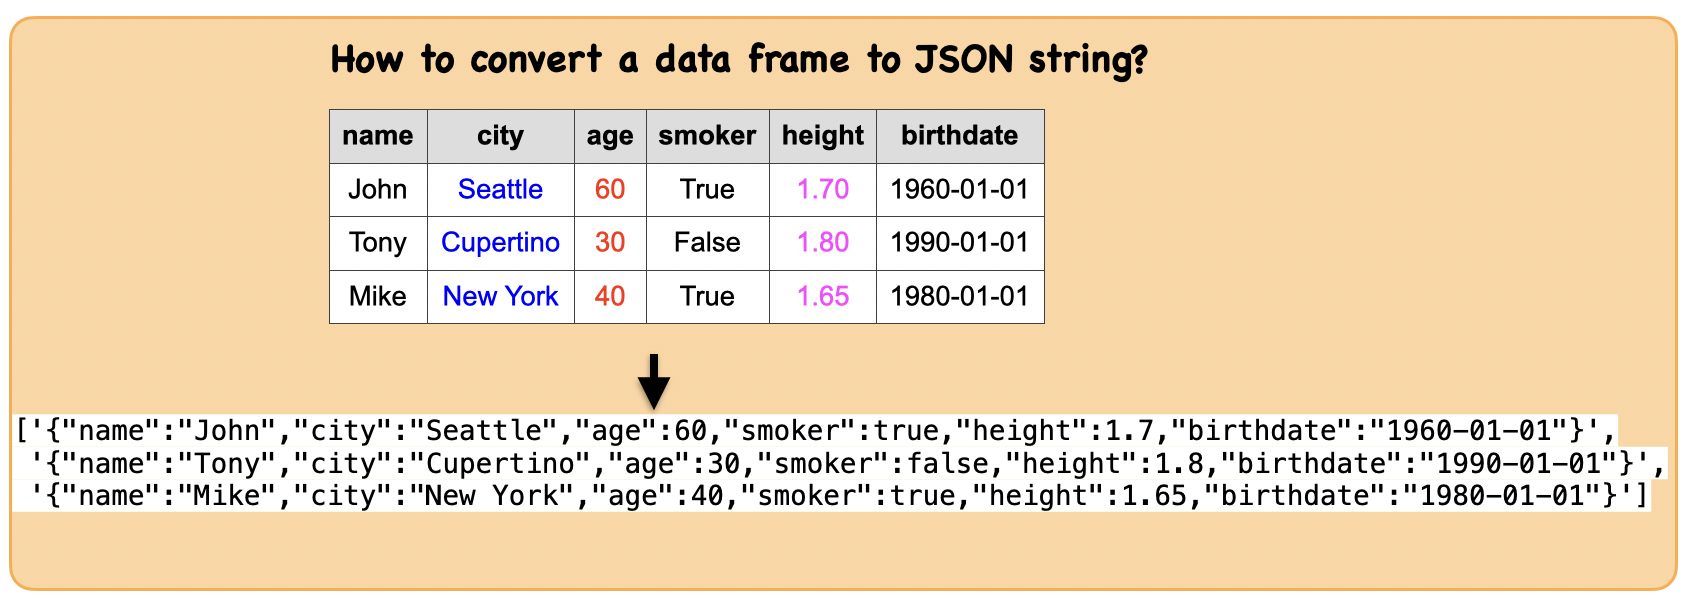 How to convert a data frame to JSON string?
name city age smoker height birthdate
John Seattle 60 True 1.70 1960-01-01
Tony Cupertino 30 False 1.80 1990-01-01
Mike New York 40 True 1.65 1980-01-01
['{"name":"John","city":"Seattle","age":60,"smoker":true,"height":1.7,"birthdate":"1960-01-01"}',
'{"name":"Tony","city":"Cupertino","age":30,"smoker":false,"height":1.8,"birthdate":"1990-01-01"}',
'{"name":"Mike","city":"New York","age":40,"smoker":true,"height":1.65,"birthdate":"1980-01-01"}']